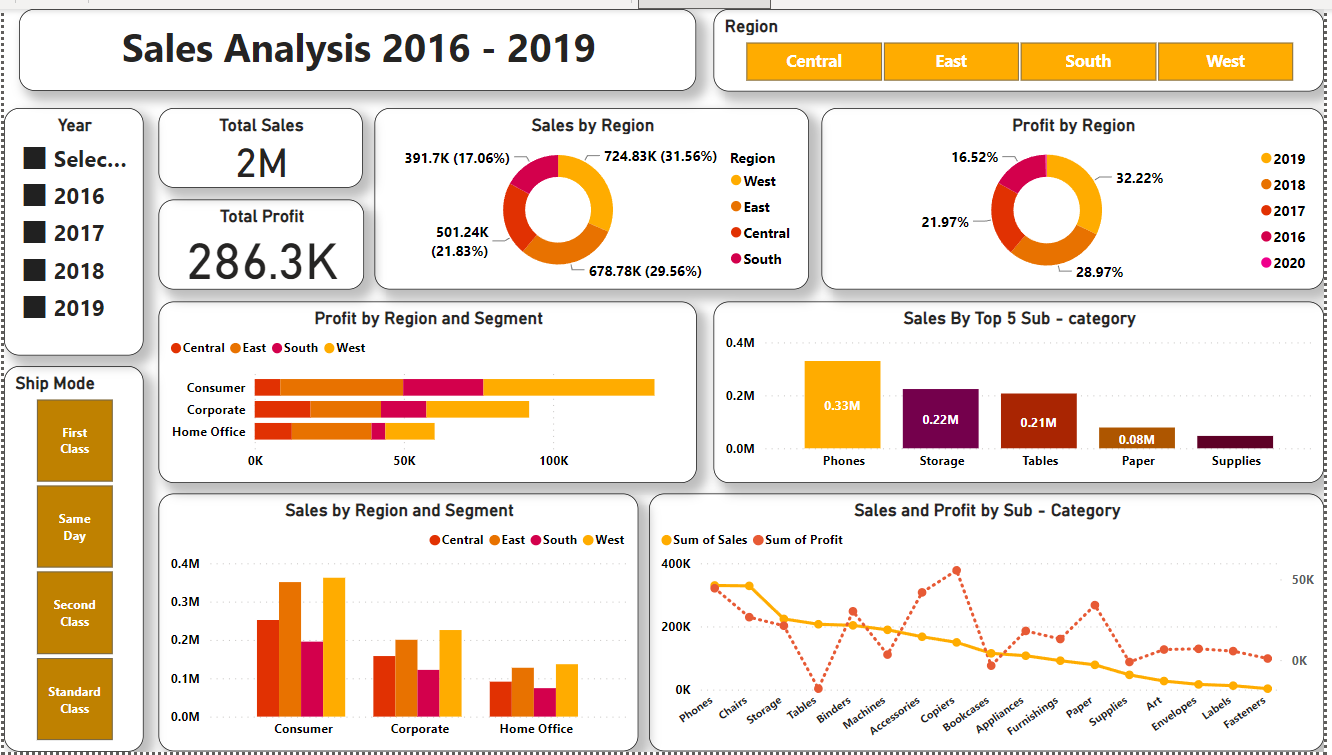 Sales Analysis 2016 - 2019
Region
Central
East
South
West
Year
Selec...
2016
2017
2018
2019
Total Sales
2M
Total Profit
286.3K
Sales by Region
391.7K (17.06%)
724.83K (31.56%)
501.24K
(21.83%)
678.78K (29.56%)
Region
West
East
Central
South
Profit by Region
16.52%
32.22%
21.97%
28.97%
2019
2018
2017
2016
2020
Ship Mode
First
Class
Same
Day
Second
Class
Standard
Class
Profit by Region and Segment
Central East South West
Consumer
Corporate
Home Office
0K 50K 100K
Sales By Top 5 Sub - category
0.4M
0.2M
0.0M
0.33M
0.22M
0.21M
0.08M
Phones Storage Tables Paper Supplies
Sales by Region and Segment
Central East South West
0.4M
0.3M
0.2M
0.1M
0.0M
Consumer Corporate Home Office
Sales and Profit by Sub - Category
Sum of Sales Sum of Profit
400K
200K
0K
50K
0K
Phones
Chairs
Storage
Tables
Binders
Machines
Accessories
Copiers
Bookcases
Appliances
Furnishings
Paper
Supplies
Art
Envelopes
Labels
Fasteners